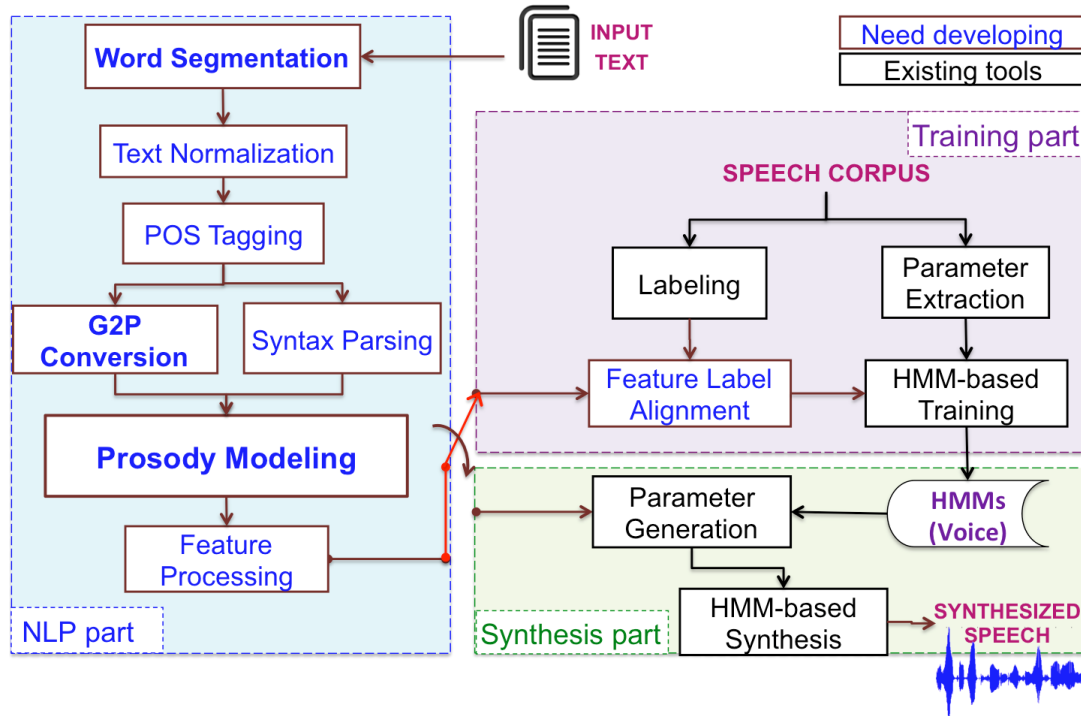 Word Segmentation
INPUT
TEXT
Need developing
Existing tools
Text Normalization
POS Tagging
G2P
Conversion
Syntax Parsing
Prosody Modeling
Feature
Processing
NLP part
Training part
SPEECH CORPUS
Labeling
Parameter
Extraction
Feature Label
Alignment
HMM-based
Training
Parameter
Generation
HMMs
(Voice)
HMM-based
Synthesis
Synthesis part
SYNTHESIZED
SPEECH